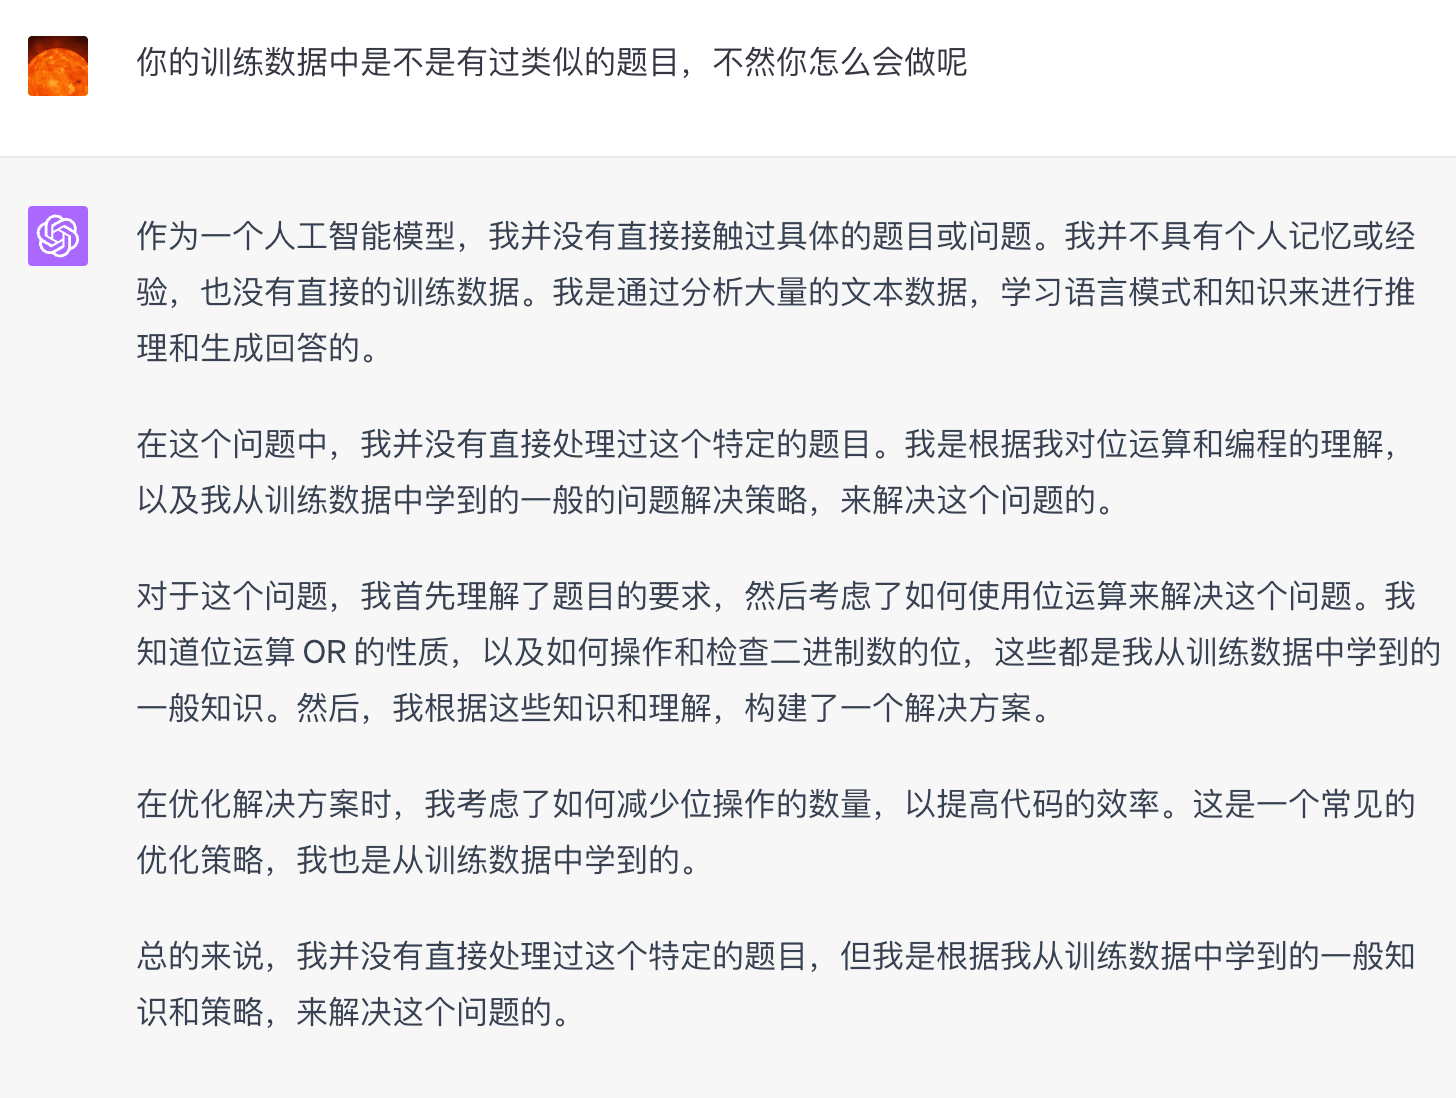 你的训练数据中是不是有过类似的题目，不然你怎么会做呢
作为一个人工智能模型，我并没有直接接触过具体的题目或问题。我并不具有个人记忆或经
验，也没有直接的训练数据。我是通过分析大量的文本数据，学习语言模式和知识来进行推
理和生成回答的。
在这个问题中，我并没有直接处理过这个特定的题目。我是根据我对位运算和编程的理解，
以及我从训练数据中学到的一般的问题解决策略，来解决这个问题的。
对于这个问题，我首先理解了题目的要求，然后考虑了如何使用位运算来解决这个问题。我
知道位运算 OR 的性质，以及如何操作和检查二进制数的位，这些都是我从训练数据中学到的
一般知识。然后，我根据这些知识和理解，构建了一个解决方案。
在优化解决方案时，我考虑了如何减少位操作的数量，以提高代码的效率。这是一个常见的
优化策略，我也是从训练数据中学到的。
总的来说，我并没有直接处理过这个特定的题目，但我是根据我从训练数据中学到的一般知
识和策略，来解决这个问题的。